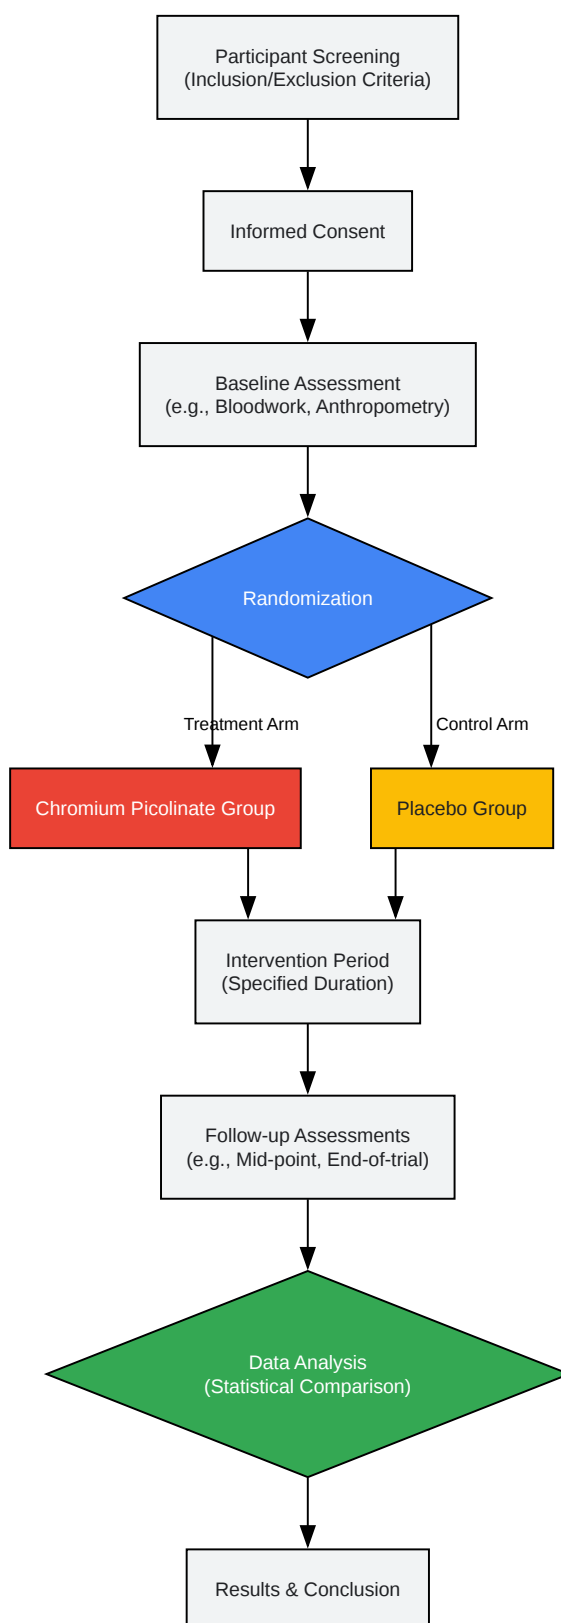 Participant Screening
(Inclusion/Exclusion Criteria)
Informed Consent
Baseline Assessment
(e.g., Bloodwork, Anthropometry)
Randomization
Treatment Arm
Control Arm
Chromium Picolinate Group
Placebo Group
Intervention Period
(Specified Duration)
Follow-up Assessments
(e.g., Mid-point, End-of-trial)
Data Analysis
(Statistical Comparison)
Results & Conclusion